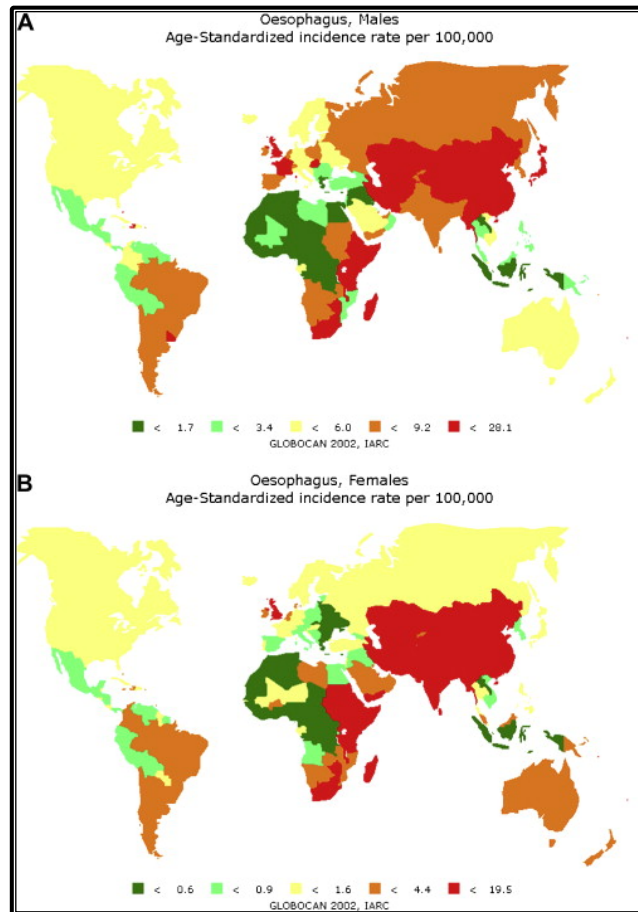 A
Oesophagus, Males
Age-Standardized incidence rate per 100,000
< 1.7 < 3.4 < 6.0 < 9.2 < 28.1
GLOBOCAN 2002, IARC
B
Oesophagus, Females
Age-Standardized incidence rate per 100,000
< 0.6 < 0.9 < 1.6 < 4.4 < 19.5
GLOBOCAN 2002, IARC